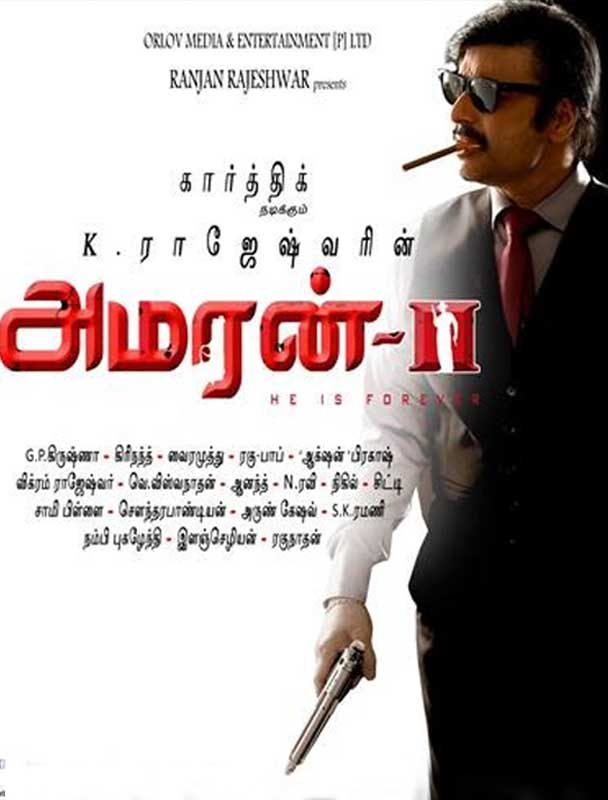 ORLOV MEDIA & ENTERTAINMENT [P] LTD
RANJAN RAJESHWAR presents
கார்த்திக்
நடிக்கும்
K . ராஜேஷ்வரின்
அமரன்-II
HE IS FOREVER
G.P.கிருஷ்ணா - கிரிநந்த் - வைரமுத்து - ரகு-பாப் - 'ஆக்‌ஷன்' பிரகாஷ்
விக்ரம் ராஜேஷ்வர் - வே.விஸ்வநாதன் - ஆனந்த் - N.ரவி - நிகில் - சிட்டி
சாமி பிள்ளை - சௌந்தரபாண்டியன் - அருண் கேஷவ் - S.K.ரமணி
நம்பி புகழேந்தி - இளஞ்செழியன் - ரகுநாதன்